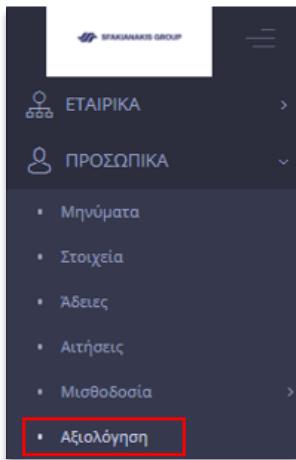 SFAKIANAKIS GROUP
ΕΤΑΙΡΙΚΑ
ΠΡΟΣΩΠΙΚΑ
Μηνύματα
Στοιχεία
Άδειες
Αιτήσεις
Μισθοδοσία
Αξιολόγηση